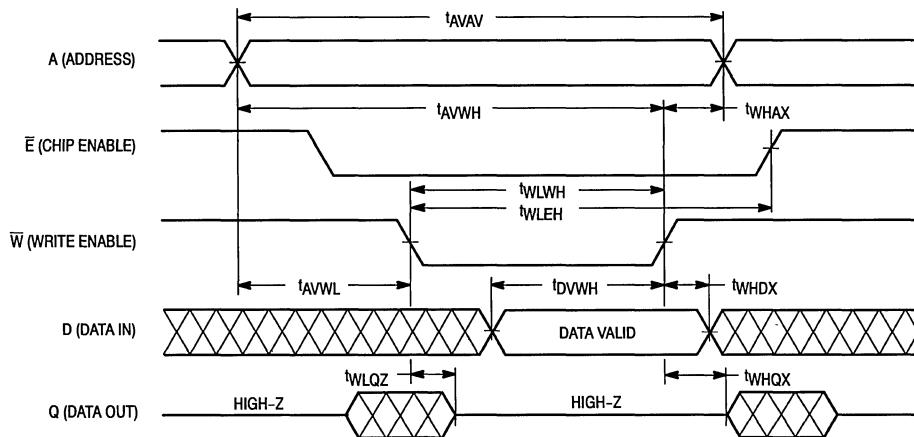 tAVAV
A (ADDRESS)
tAVWH
tWHAX
E̅ (CHIP ENABLE)
tWLWH
tWLEH
W̅ (WRITE ENABLE)
tAVWL
tDVWH
tWHDX
D (DATA IN)
DATA VALID
tWLQZ
tWHQX
Q (DATA OUT)
HIGH–Z
HIGH–Z